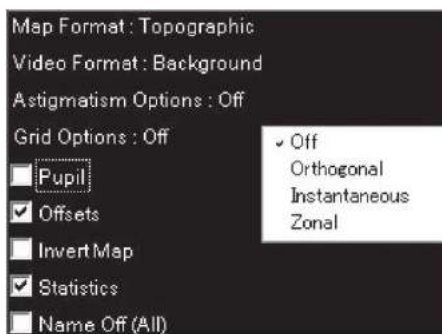 Map Format : Topographic
Video Format : Background
Astigmatism Options : Off
Grid Options : Off
Off
Orthogonal
Instantaneous
Zonal
Pupil
Offsets
Invert Map
Statistics
Name Off (All)